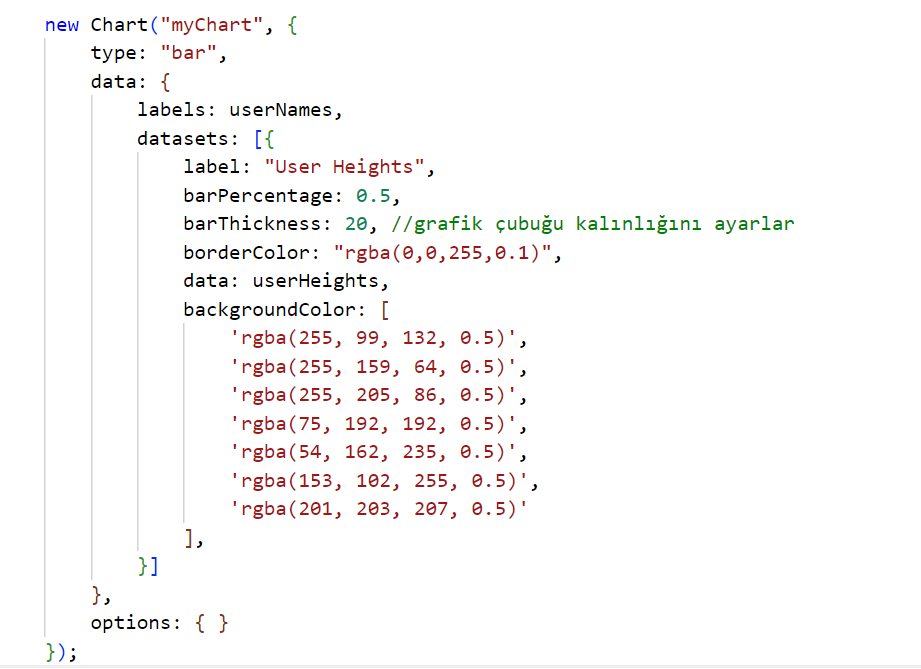 new Chart("myChart", {
    type: "bar",
    data: {
        labels: userNames,
        datasets: [{
            label: "User Heights",
            barPercentage: 0.5,
            barThickness: 20, //grafik çubuğu kalınlığını ayarlar
            borderColor: "rgba(0,0,255,0.1)",
            data: userHeights,
            backgroundColor: [
                'rgba(255, 99, 132, 0.5)',
                'rgba(255, 159, 64, 0.5)',
                'rgba(255, 205, 86, 0.5)',
                'rgba(75, 192, 192, 0.5)',
                'rgba(54, 162, 235, 0.5)',
                'rgba(153, 102, 255, 0.5)',
                'rgba(201, 203, 207, 0.5)'
            ],
        }]
    },
    options: { }
});